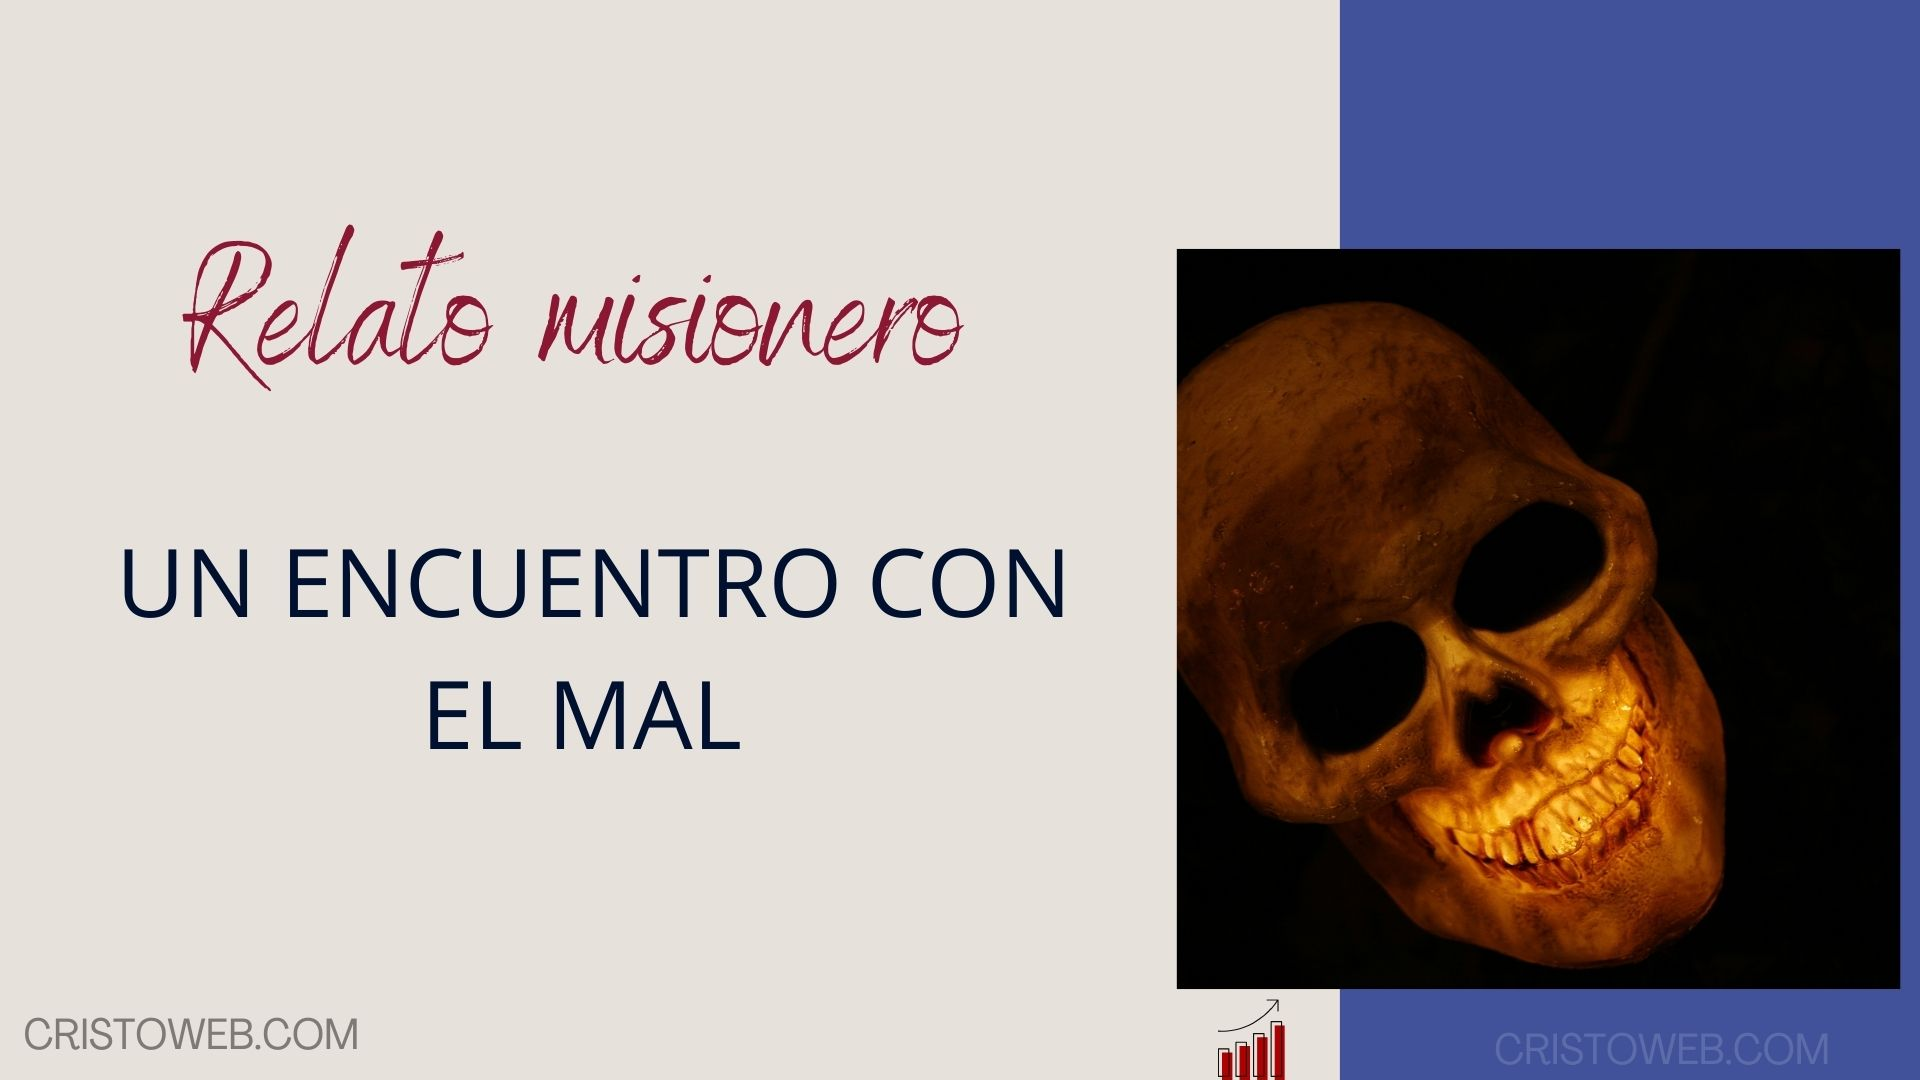 Relato misionero
UN ENCUENTRO CON
EL MAL
CRISTOWEB.COM
CRISTOWEB.COM